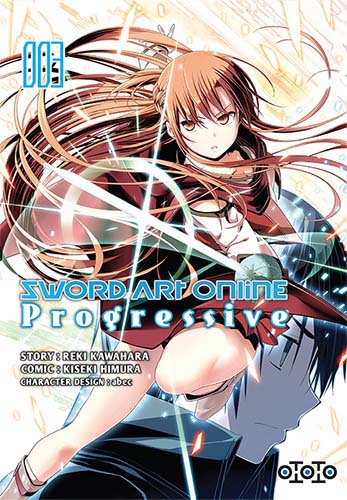 003
SWORD ART ONLINE
Progressive
STORY : REKI KAWAHARA
COMIC : KISEKI HIMURA
CHARACTER DESIGN : abec
OTOTO